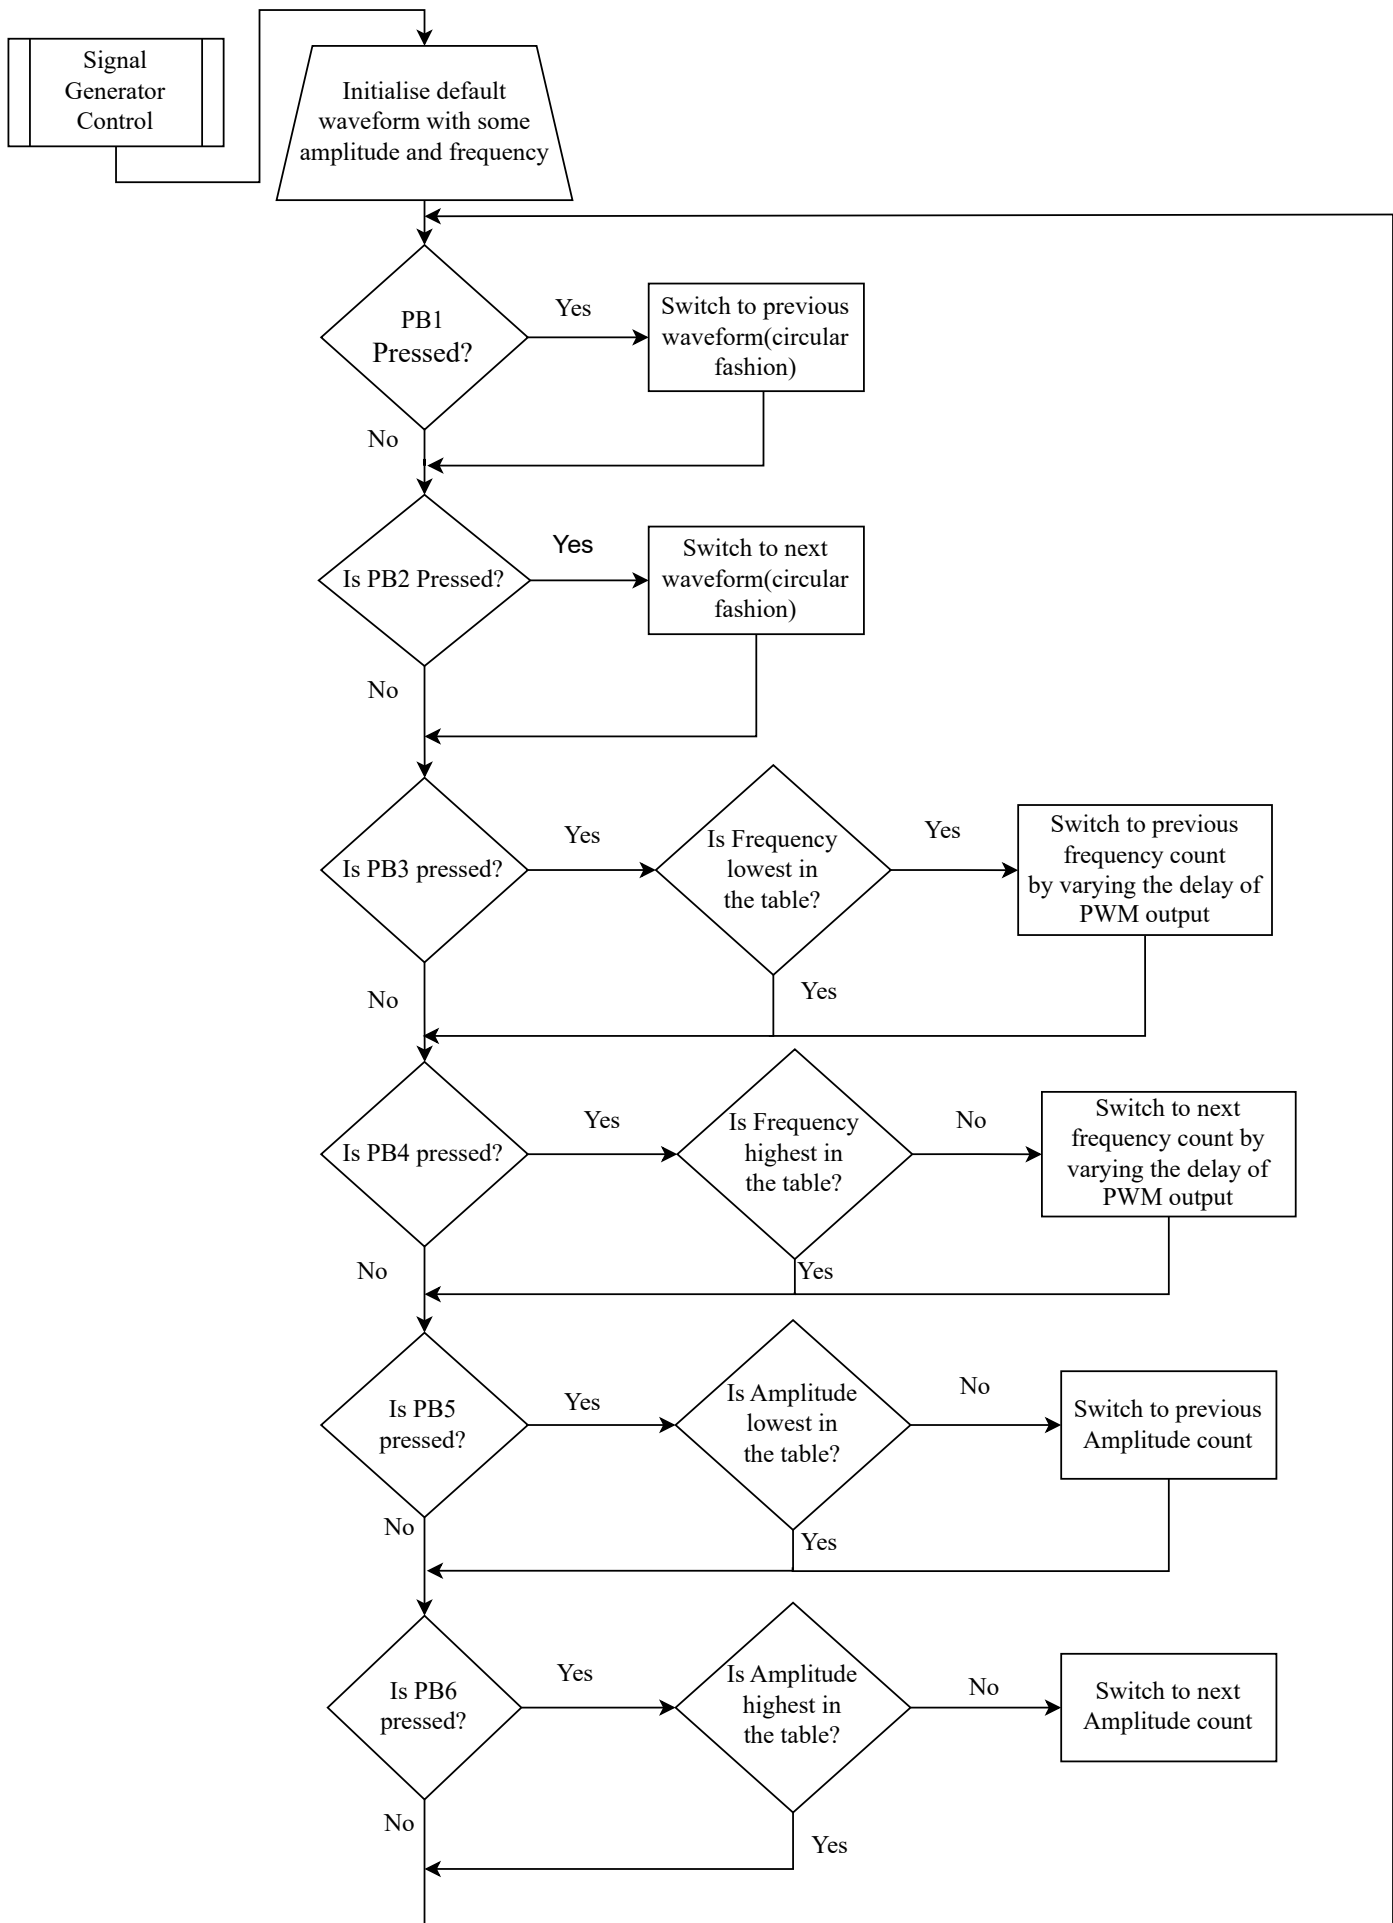 Signal
Generator
Control
Initialise default
waveform with some
amplitude and frequency
PB1
Pressed?
Yes
Switch to previous
waveform(circular
fashion)
No
Is PB2 Pressed?
Yes
Switch to next
waveform(circular
fashion)
No
Is PB3 pressed?
Yes
Is Frequency
lowest in
the table?
Yes
Switch to previous
frequency count
by varying the delay of
PWM output
No
Yes
Is PB4 pressed?
Yes
Is Frequency
highest in
the table?
No
Switch to next
frequency count by
varying the delay of
PWM output
No
Yes
Is PB5
pressed?
Yes
Is Amplitude
lowest in
the table?
No
Switch to previous
Amplitude count
No
Yes
Is PB6
pressed?
Yes
Is Amplitude
highest in
the table?
No
Switch to next
Amplitude count
No
Yes